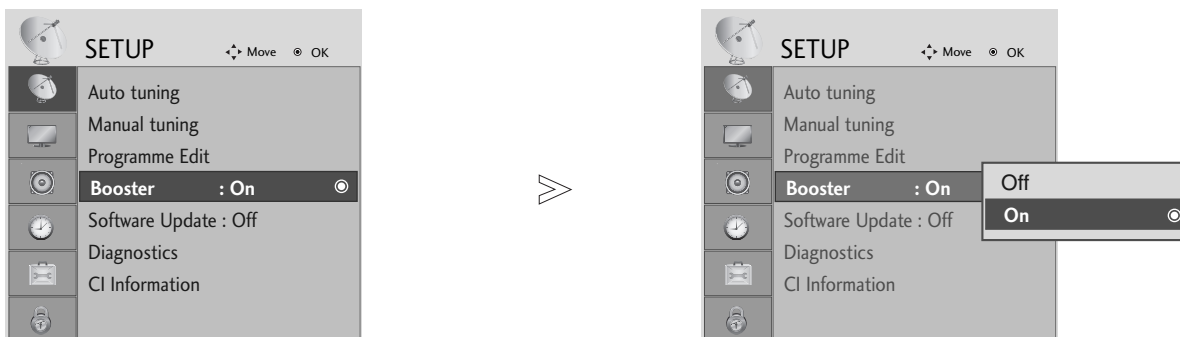 SETUP Move OK
Auto tuning
Manual tuning
Programme Edit
Booster : On
Software Update : Off
Diagnostics
CI Information
SETUP Move OK
Auto tuning
Manual tuning
Programme Edit
Booster : On
Software Update : Off
Diagnostics
CI Information
Off
On